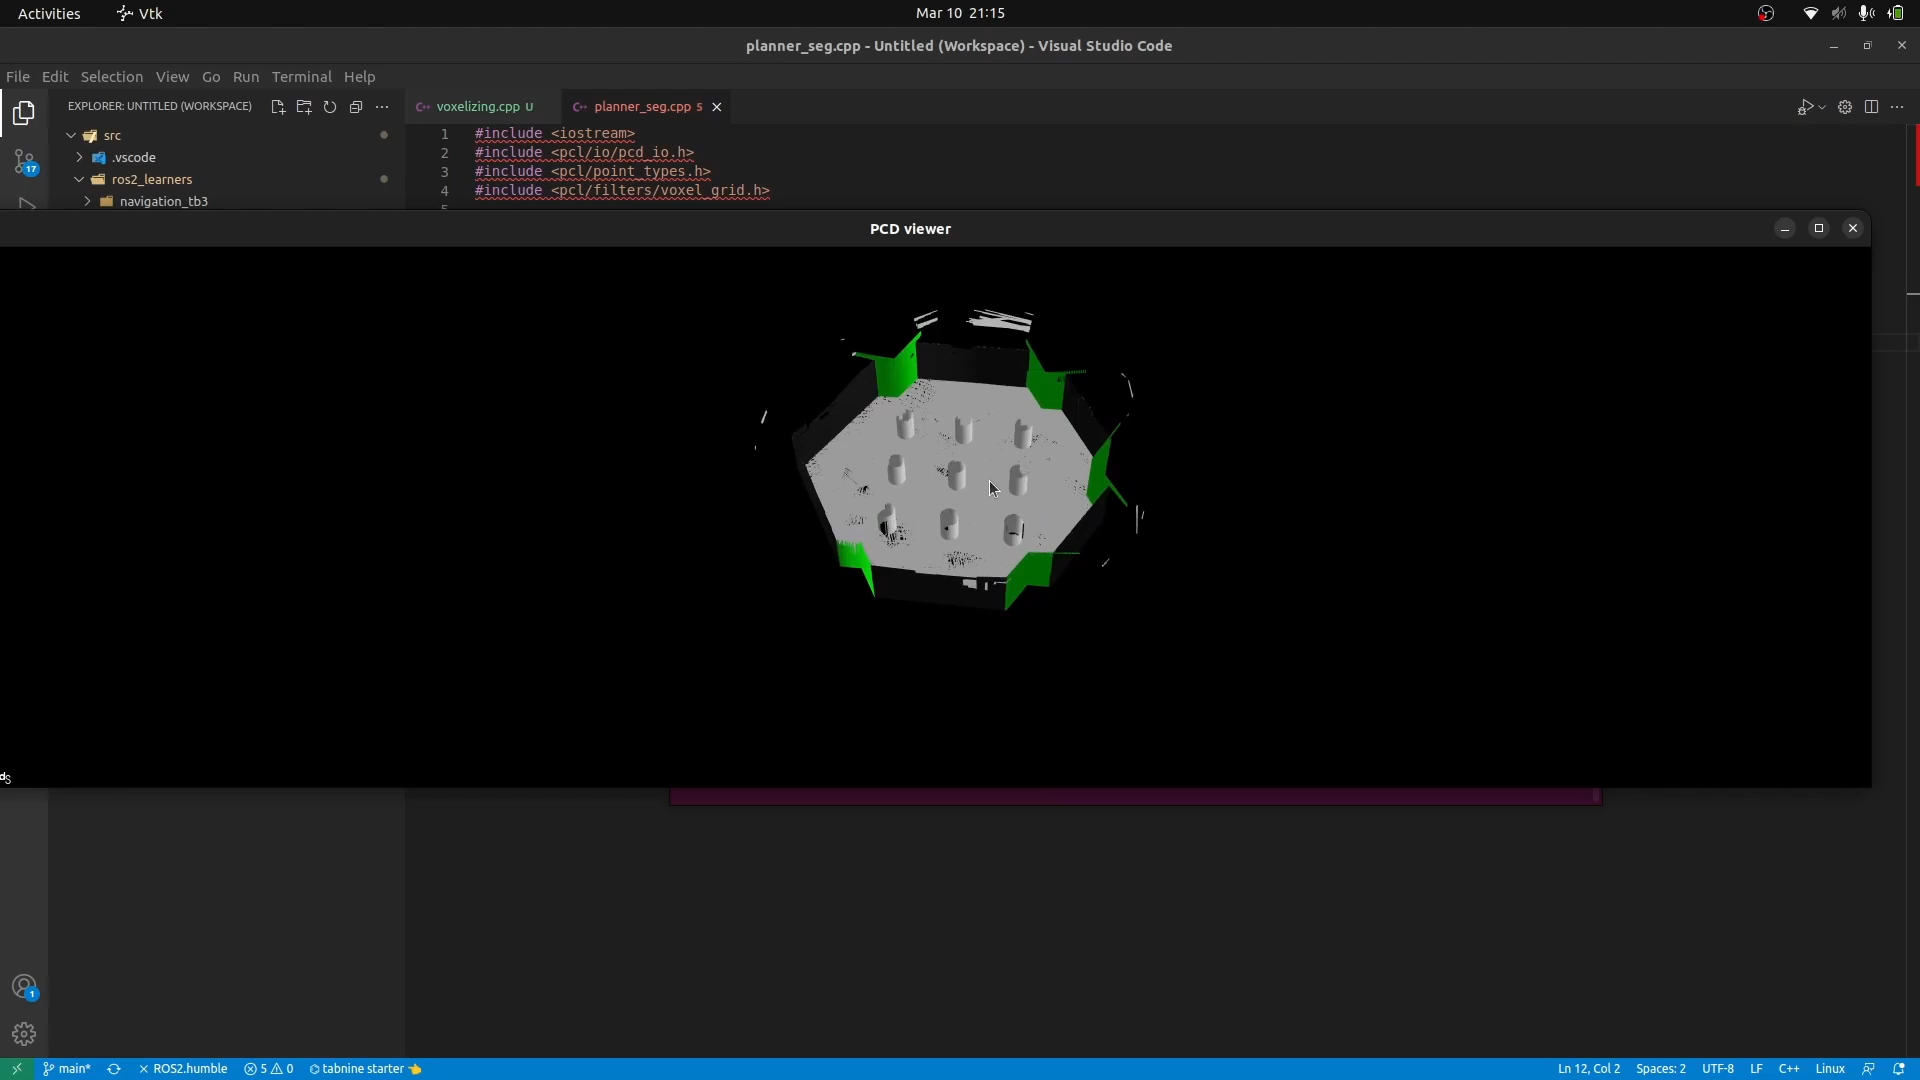 Activities Vtk Mar 10 21:15
planner_seg.cpp - Untitled (Workspace) - Visual Studio Code
File Edit Selection View Go Run Terminal Help
EXPLORER: UNTITLED (WORKSPACE)
voxelizing.cpp U
planner_seg.cpp 5
src
.vscode
ros2_learners
navigation_tb3
17
1 #include <iostream>
2 #include <pcl/io/pcd_io.h>
3 #include <pcl/point_types.h>
4 #include <pcl/filters/voxel_grid.h>
PCD viewer
1
main* ROS2.humble 5 0 tabnine starter 👈 Ln 12, Col 2 Spaces: 2 UTF-8 LF C++ Linux